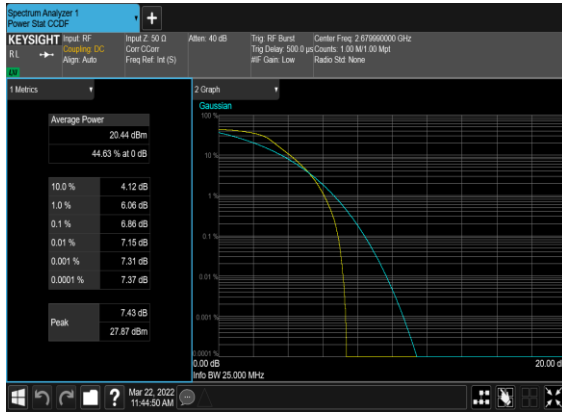 Spectrum Analyzer 1
Power Stat CCDF
KEYSIGHT
RL
Input: RF
Coupling: DC
Align: Auto
Input Z: 50 Ω
Corr CCorr
Freq Ref: Int (S)
Atten: 40 dB
Trig: RF Burst
Trig Delay: 500.0 µs
#IF Gain: Low
Center Freq: 2.679990000 GHz
Counts: 1.00 M/1.00 Mpt
Radio Std: None
1 Metrics
Average Power
20.44 dBm
44.63 % at 0 dB
10.0 % 4.12 dB
1.0 % 6.06 dB
0.1 % 6.86 dB
0.01 % 7.15 dB
0.001 % 7.31 dB
0.0001 % 7.37 dB
Peak
7.43 dB
27.87 dBm
2 Graph
Gaussian
100 %
10 %
1 %
0.1 %
0.01 %
0.001 %
0.0001 %
0.00 dB
20.00 d
Info BW 25.000 MHz
?
Mar 22, 2022
11:44:50 AM